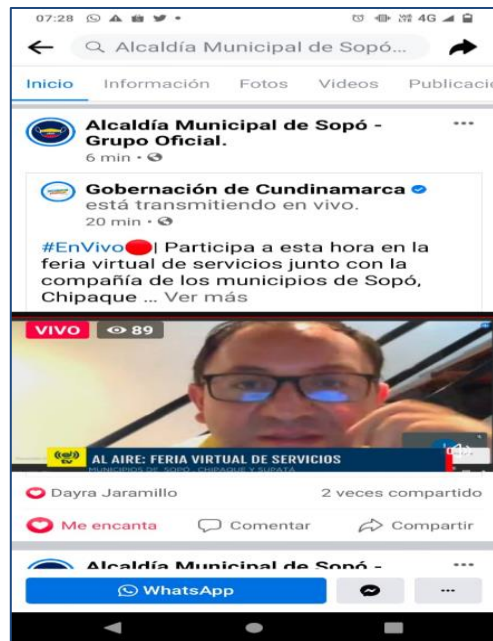 07:28
4G
Alcaldía Municipal de Sopó...
Inicio Información Fotos Videos Publicacio
Alcaldía Municipal de Sopó -
Grupo Oficial.
6 min
Gobernación de Cundinamarca
está transmitiendo en vivo.
20 min
#EnVivo🔴| Participa a esta hora en la
feria virtual de servicios junto con la
compañía de los municipios de Sopó,
Chipaque ... Ver más
VIVO 89
AL AIRE: FERIA VIRTUAL DE SERVICIOS
MUNICIPIOS DE SOPÓ, CHIPAQUE Y SUPATÁ
Dayra Jaramillo 2 veces compartido
Me encanta Comentar Compartir
Alcaldía Municipal de Sopó -
WhatsApp